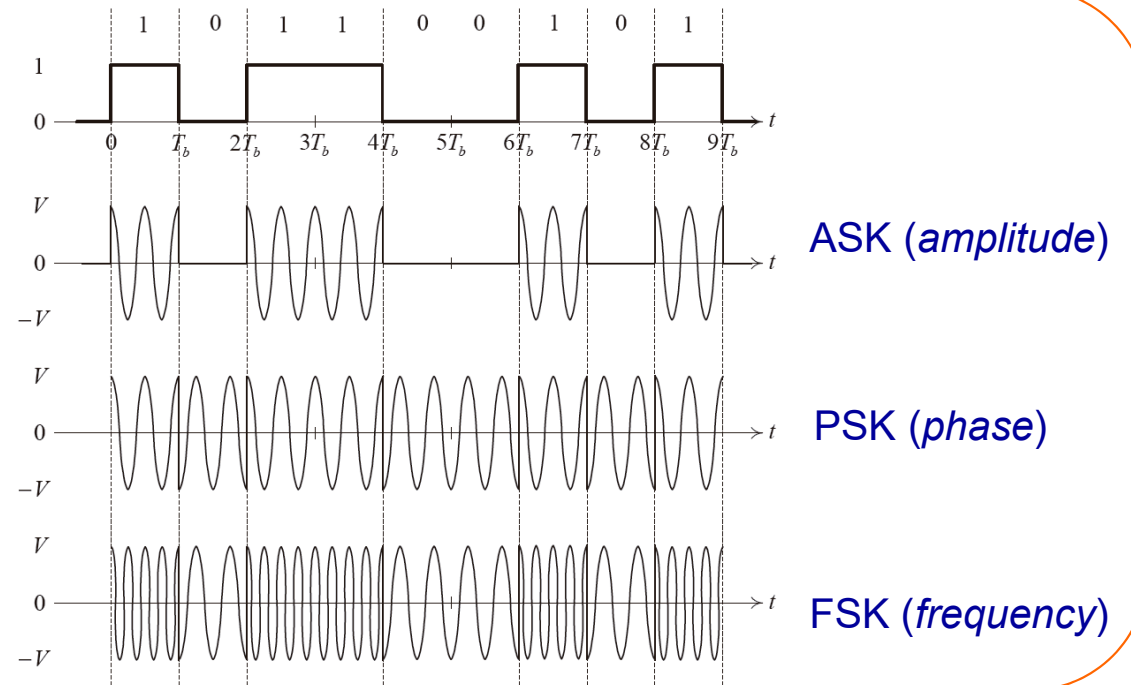 1 0 1 1 0 0 1 0 1
1
0
t
0 T_b 2T_b 3T_b 4T_b 5T_b 6T_b 7T_b 8T_b 9T_b
V
0
−V
t
ASK (amplitude)
V
0
−V
t
PSK (phase)
V
0
−V
t
FSK (frequency)